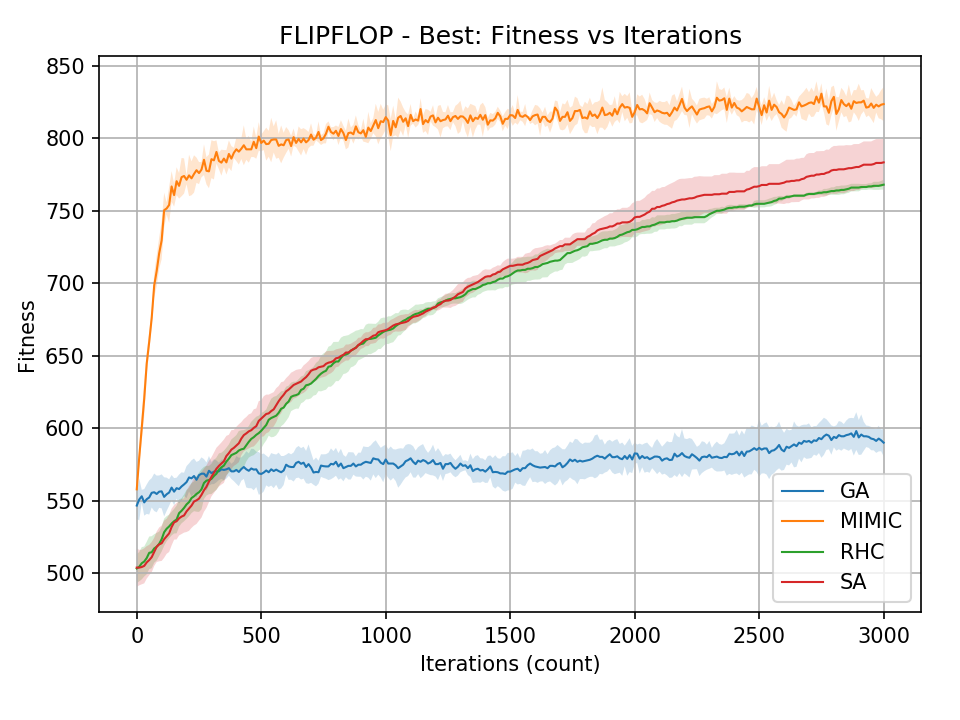 FLIPFLOP - Best: Fitness vs Iterations
850
800
750
700
650
600
550
500
Fitness
0 500 1000 1500 2000 2500 3000
Iterations (count)
GA
MIMIC
RHC
SA